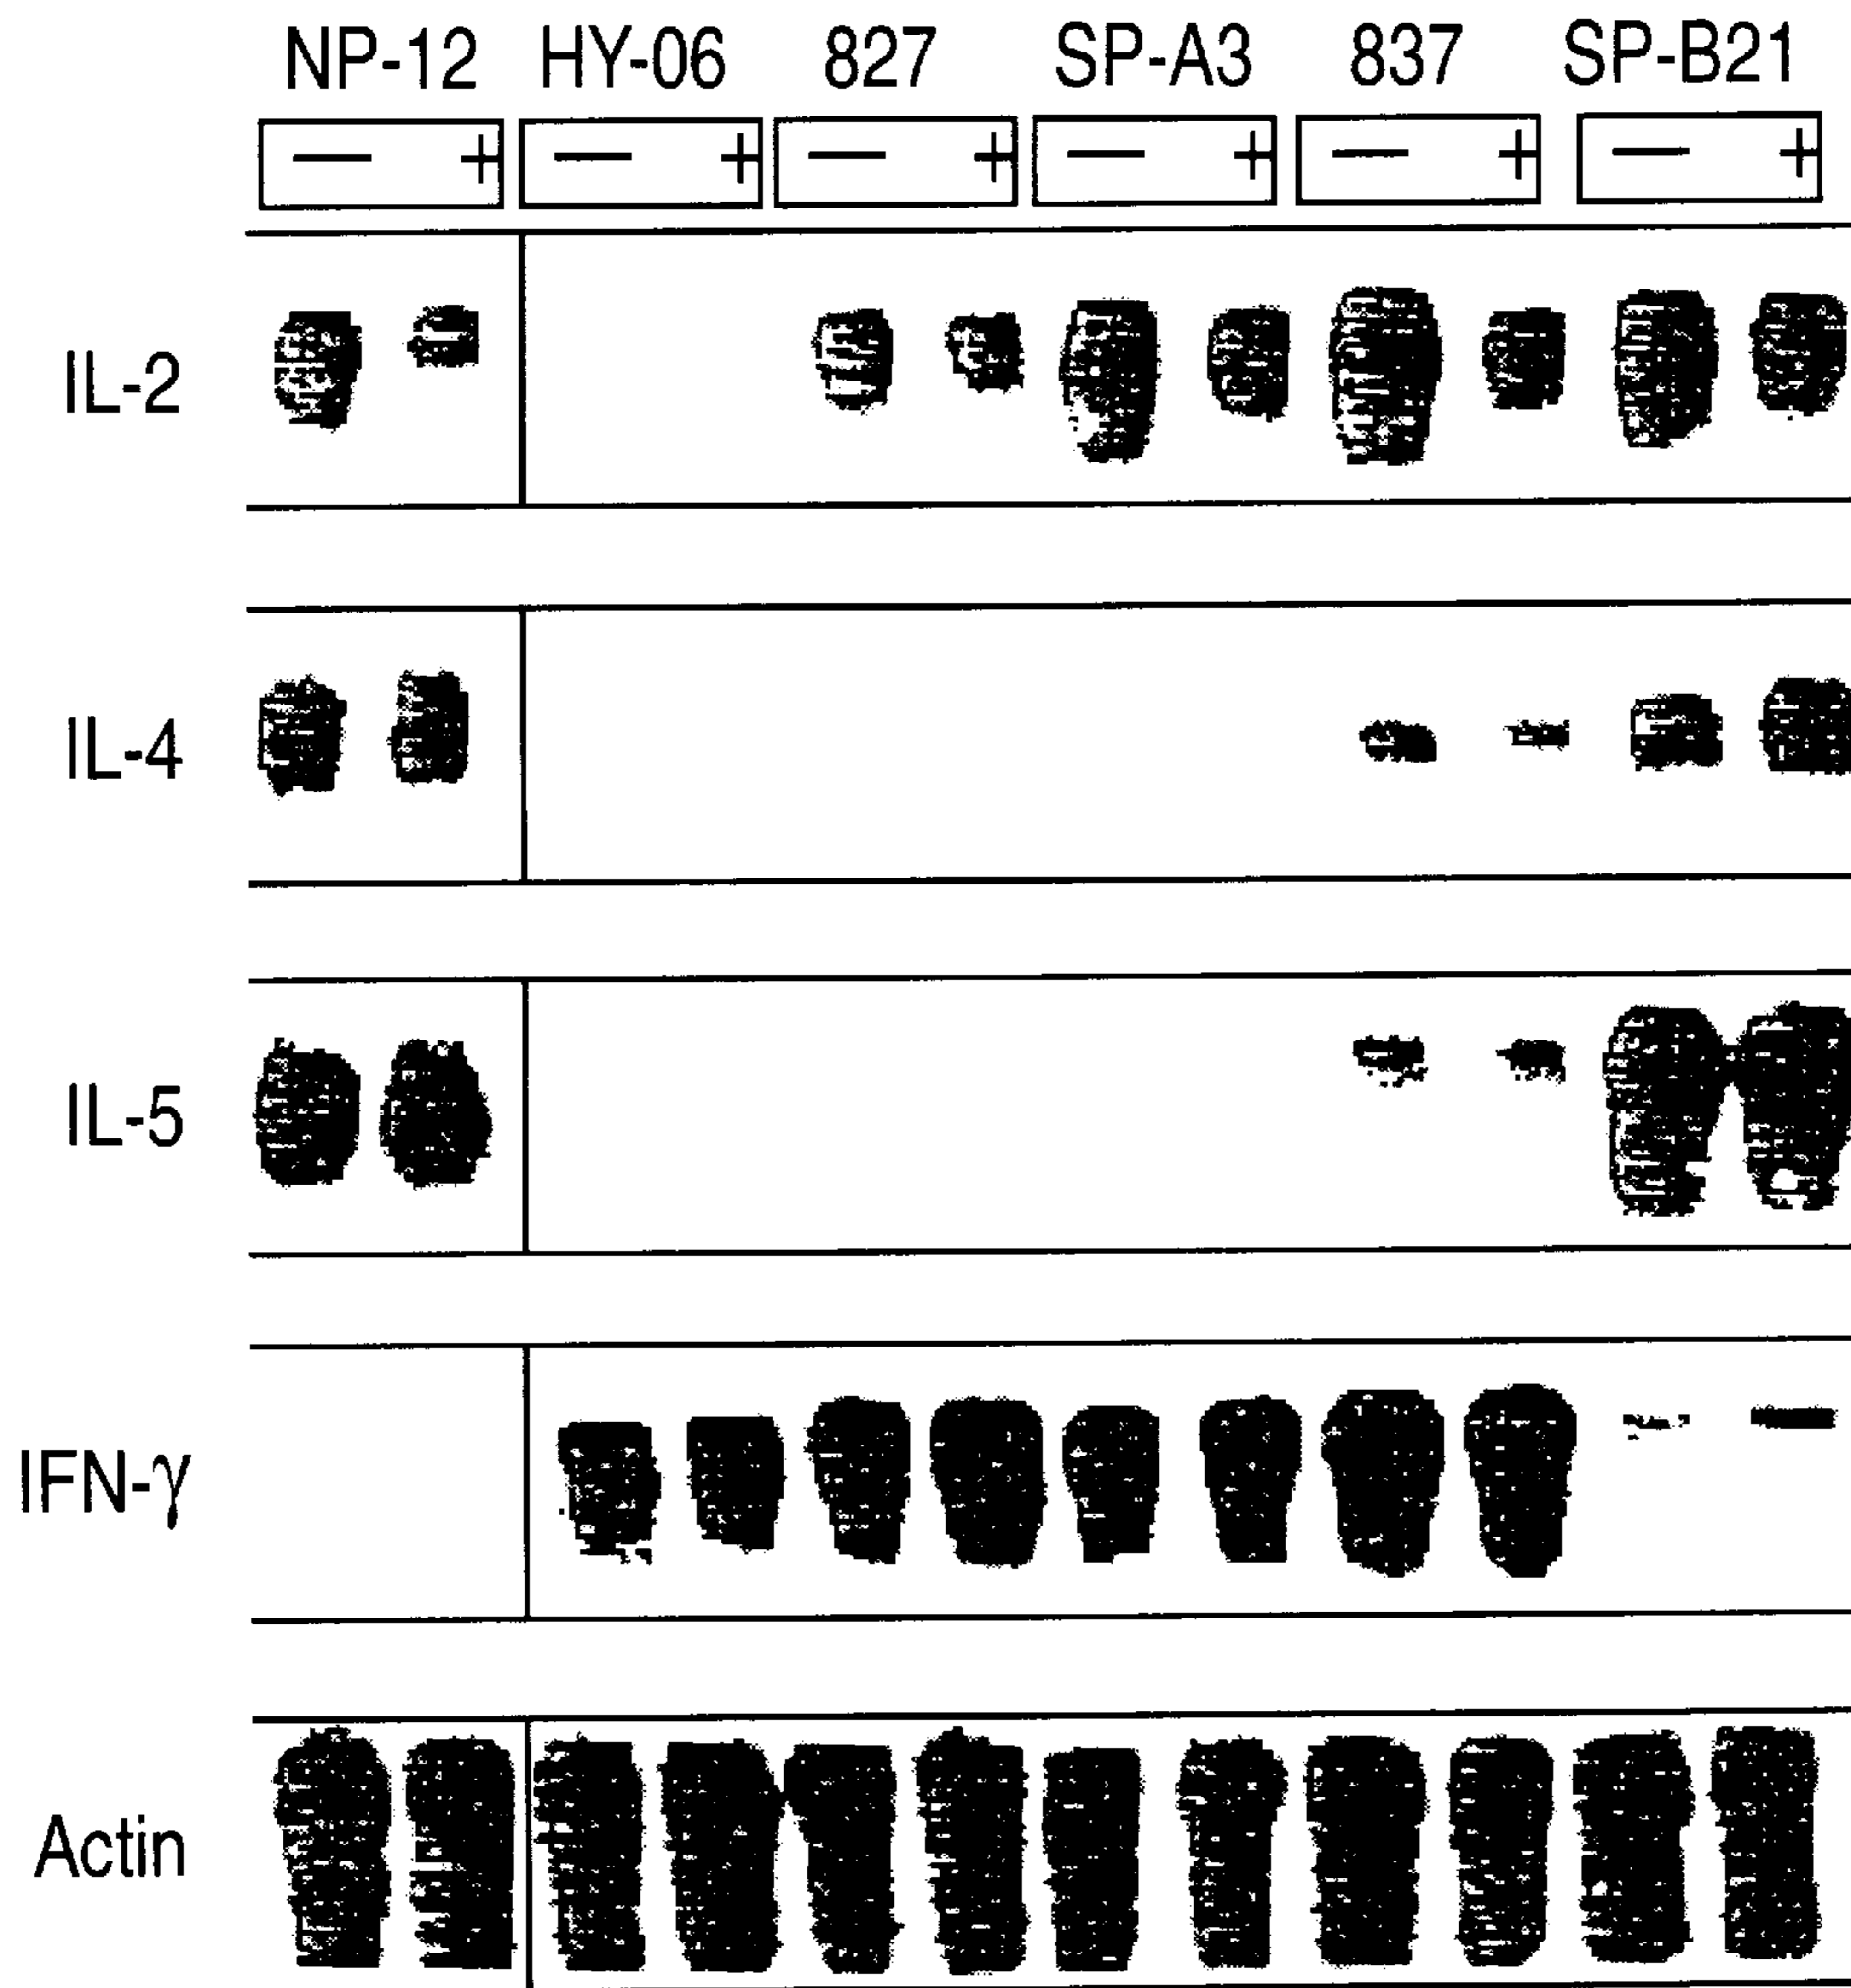 NP-12 HY-06 827 SP-A3 837 SP-B21
— + — + — + — + — + — +
IL-2
IL-4
IL-5
IFN-γ
Actin